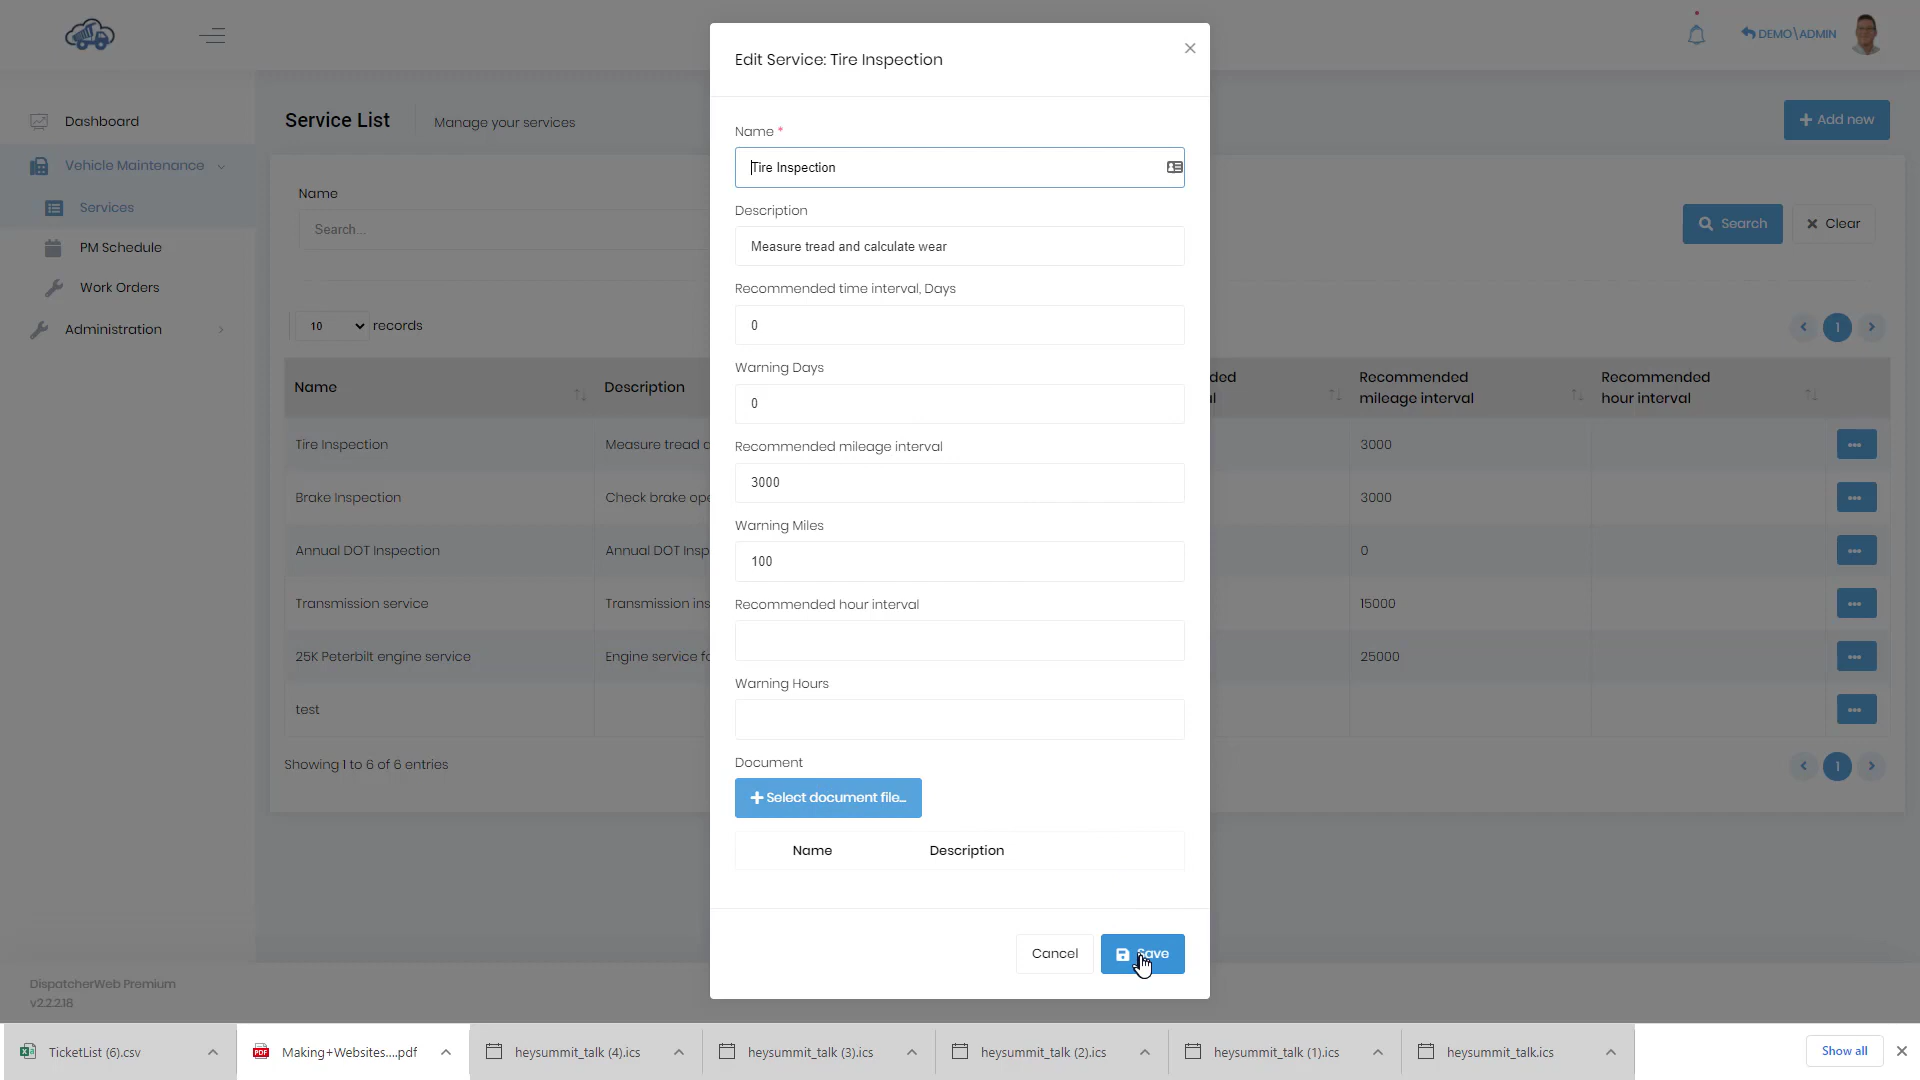 DEMO\ADMIN
Dashboard
Vehicle Maintenance
Services
PM Schedule
Work Orders
Administration
DispatcherWeb Premium
v2.2.2.18
Service List
Manage your services
+ Add new
Name
Search...
Search
Clear
10 records
1
Name
Description
ded
Recommended
mileage interval
Recommended
hour interval
Tire Inspection
Measure tread
3000
Brake Inspection
Check brake ope
3000
Annual DOT Inspection
Annual DOT Insp
0
Transmission service
Transmission ins
15000
25K Peterbilt engine service
Engine service fo
25000
test
Showing 1 to 6 of 6 entries
1
Edit Service: Tire Inspection
Name *
Tire Inspection
Description
Measure tread and calculate wear
Recommended time interval, Days
0
Warning Days
0
Recommended mileage interval
3000
Warning Miles
100
Recommended hour interval
Warning Hours
Document
+ Select document file...
Name Description
Cancel
Save
TicketList (6).csv
PDF
Making+Websites....pdf
heysummit_talk (4).ics
heysummit_talk (3).ics
heysummit_talk (2).ics
heysummit_talk (1).ics
heysummit_talk.ics
Show all